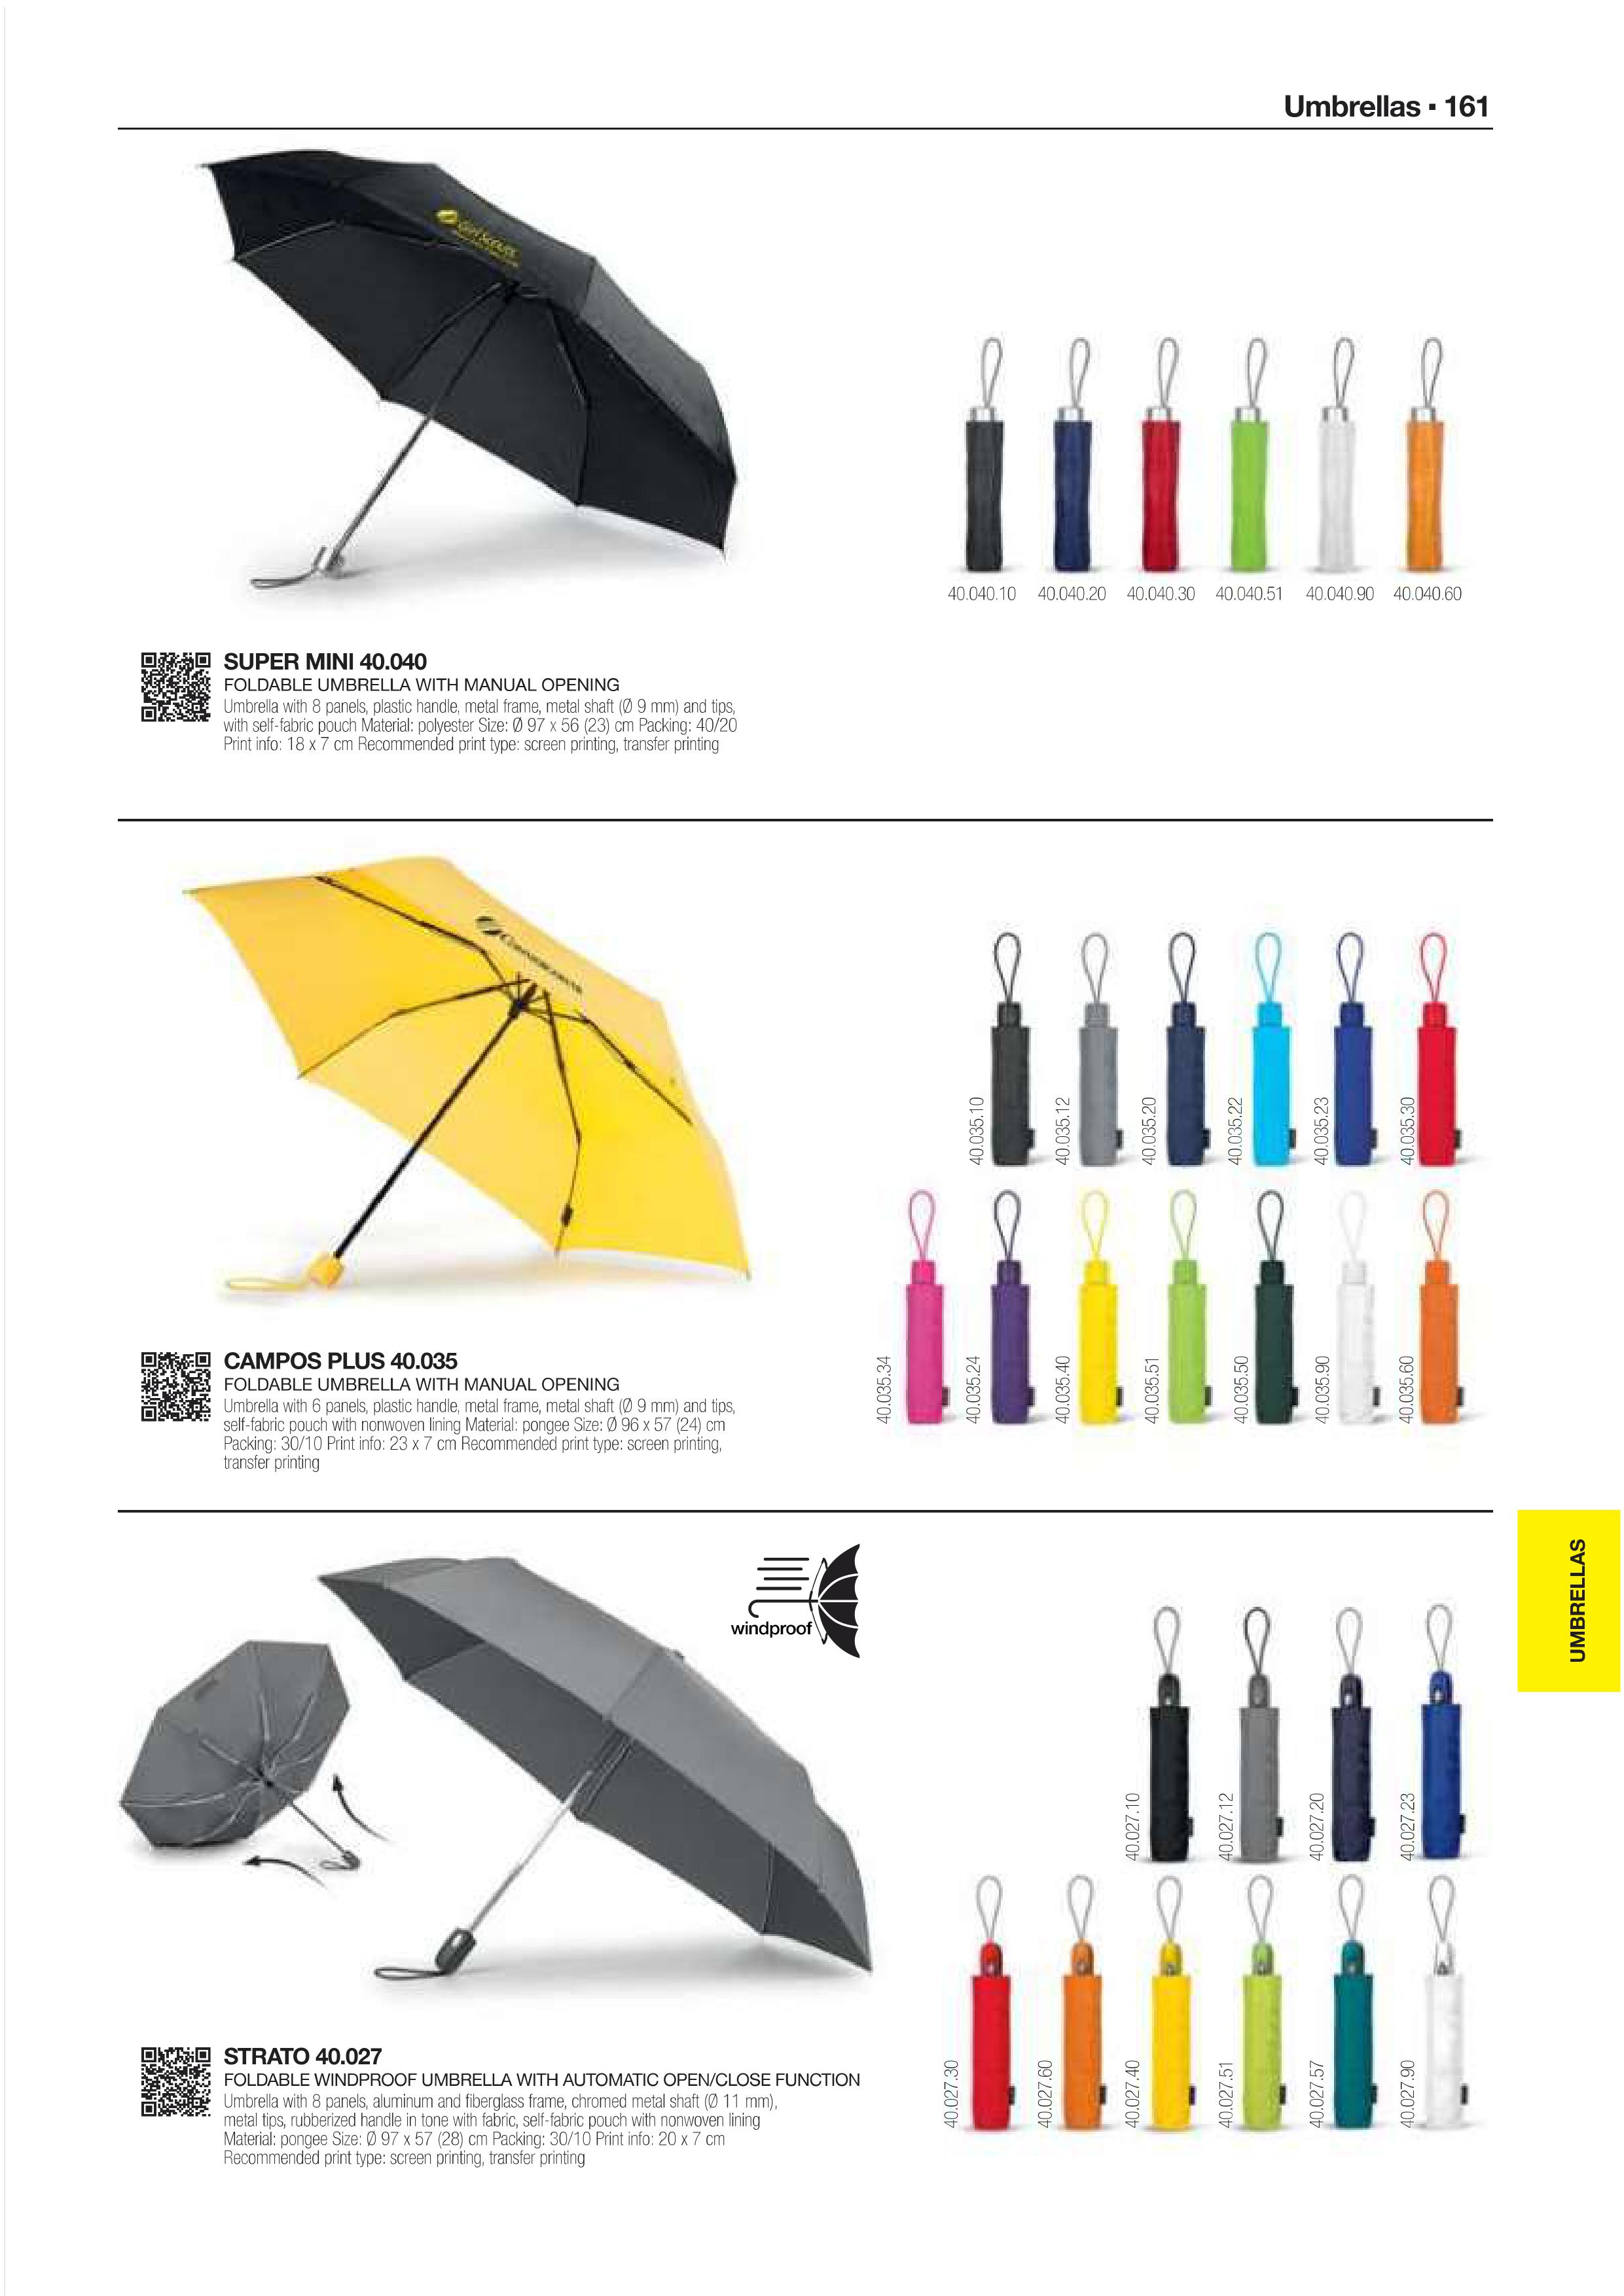 Umbrellas ▪ 161
40.040.10 40.040.20 40.040.30 40.040.51 40.040.90 40.040.60
SUPER MINI 40.040
FOLDABLE UMBRELLA WITH MANUAL OPENING
Umbrella with 8 panels, plastic handle, metal frame, metal shaft (Ø 9 mm) and tips,
with self-fabric pouch Material: polyester Size: Ø 97 x 56 (23) cm Packing: 40/20
Print info: 18 x 7 cm Recommended print type: screen printing, transfer printing
40.035.10 40.035.12 40.035.20 40.035.22 40.035.23 40.035.30
40.035.34 40.035.24 40.035.40 40.035.51 40.035.50 40.035.90 40.035.60
CAMPOS PLUS 40.035
FOLDABLE UMBRELLA WITH MANUAL OPENING
Umbrella with 6 panels, plastic handle, metal frame, metal shaft (Ø 9 mm) and tips,
self-fabric pouch with nonwoven lining Material: pongee Size: Ø 96 x 57 (24) cm
Packing: 30/10 Print info: 23 x 7 cm Recommended print type: screen printing,
transfer printing
UMBRELLAS
windproof
40.027.10 40.027.12 40.027.20 40.027.23
40.027.30 40.027.60 40.027.40 40.027.51 40.027.57 40.027.90
STRATO 40.027
FOLDABLE WINDPROOF UMBRELLA WITH AUTOMATIC OPEN/CLOSE FUNCTION
Umbrella with 8 panels, aluminum and fiberglass frame, chromed metal shaft (Ø 11 mm),
metal tips, rubberized handle in tone with fabric, self-fabric pouch with nonwoven lining
Material: pongee Size: Ø 97 x 57 (28) cm Packing: 30/10 Print info: 20 x 7 cm
Recommended print type: screen printing, transfer printing